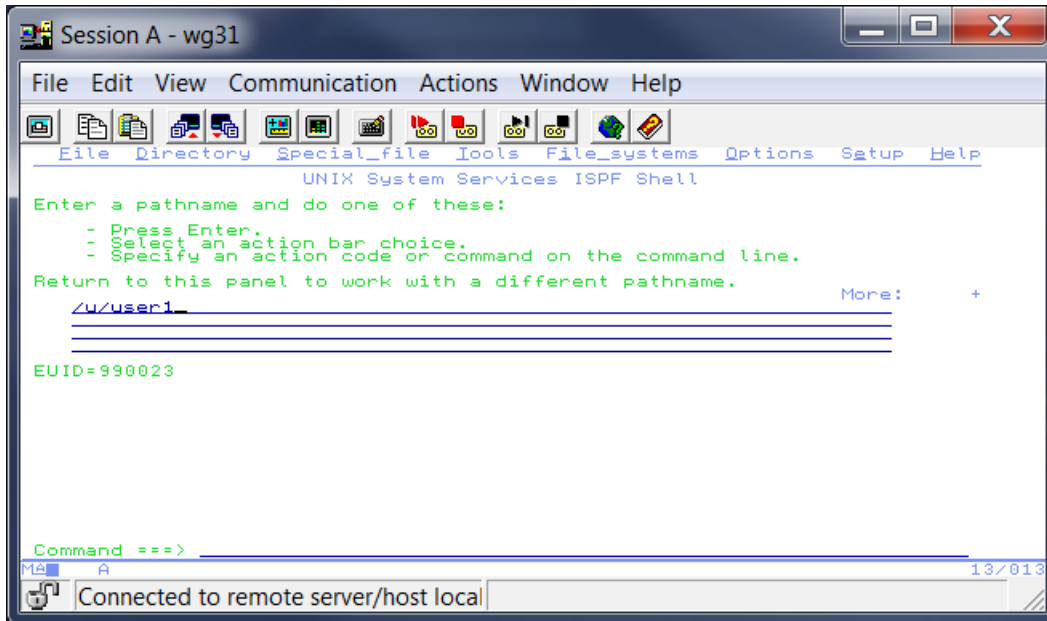 Session A - wg31
File Edit View Communication Actions Window Help
File Directory Special_file Tools File_systems Options Setup Help
UNIX System Services ISPF Shell
Enter a pathname and do one of these:
- Press Enter.
- Select an action bar choice.
- Specify an action code or command on the command line.
Return to this panel to work with a different pathname.
More: +
/u/user1_
EUID=990023
Command ===>
MA A 13/013
Connected to remote server/host local